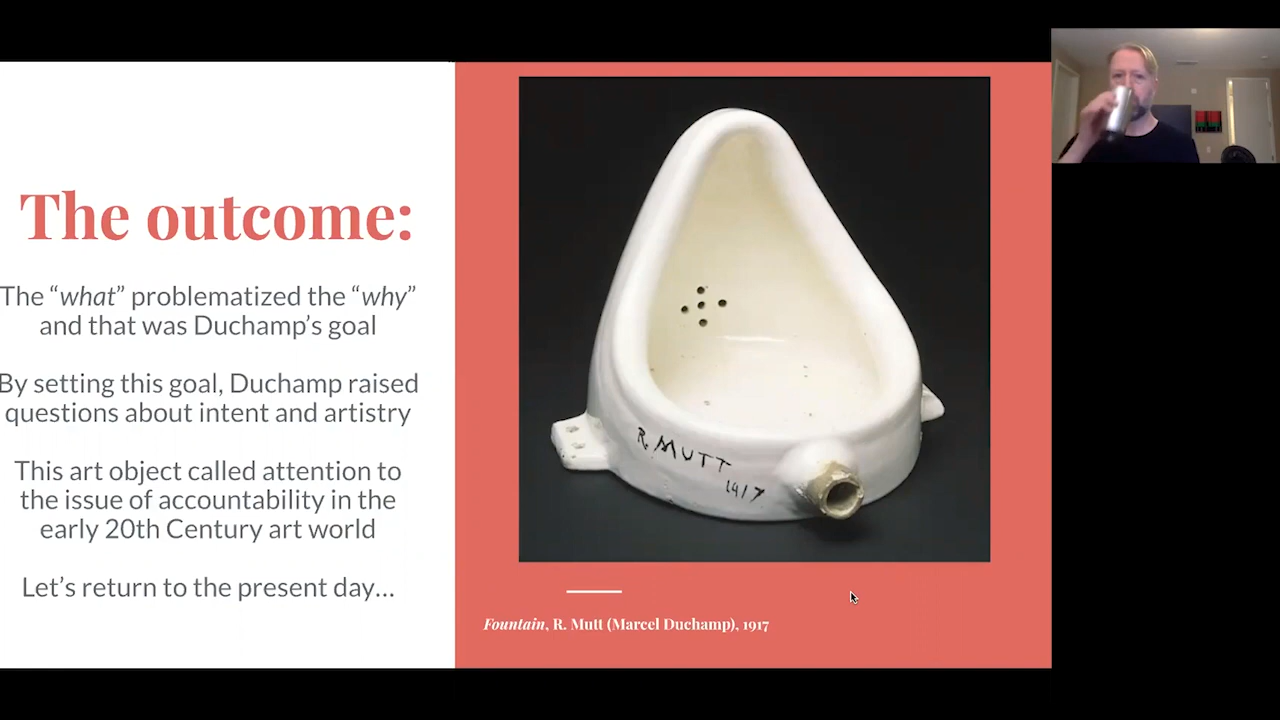 The outcome:
The “what” problematized the “why”
and that was Duchamp’s goal
By setting this goal, Duchamp raised
questions about intent and artistry
This art object called attention to
the issue of accountability in the
early 20th Century art world
Let’s return to the present day...
R. MUTT
1917
Fountain, R. Mutt (Marcel Duchamp), 1917